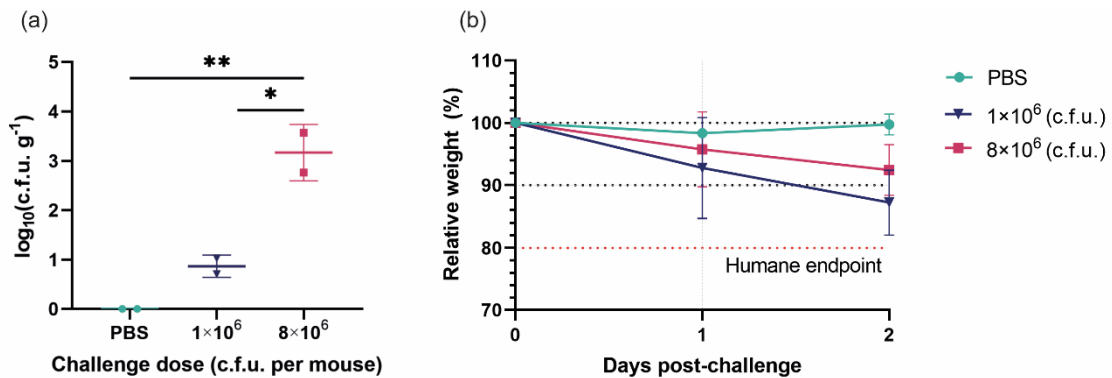 (a)
log₁₀(c.f.u. g⁻¹)
5
4
3
2
1
0
**
*
PBS
1×10⁶
8×10⁶
Challenge dose (c.f.u. per mouse)
(b)
Relative weight (%)
110
100
90
80
70
Humane endpoint
0
1
2
Days post-challenge
PBS
1×10⁶ (c.f.u.)
8×10⁶ (c.f.u.)